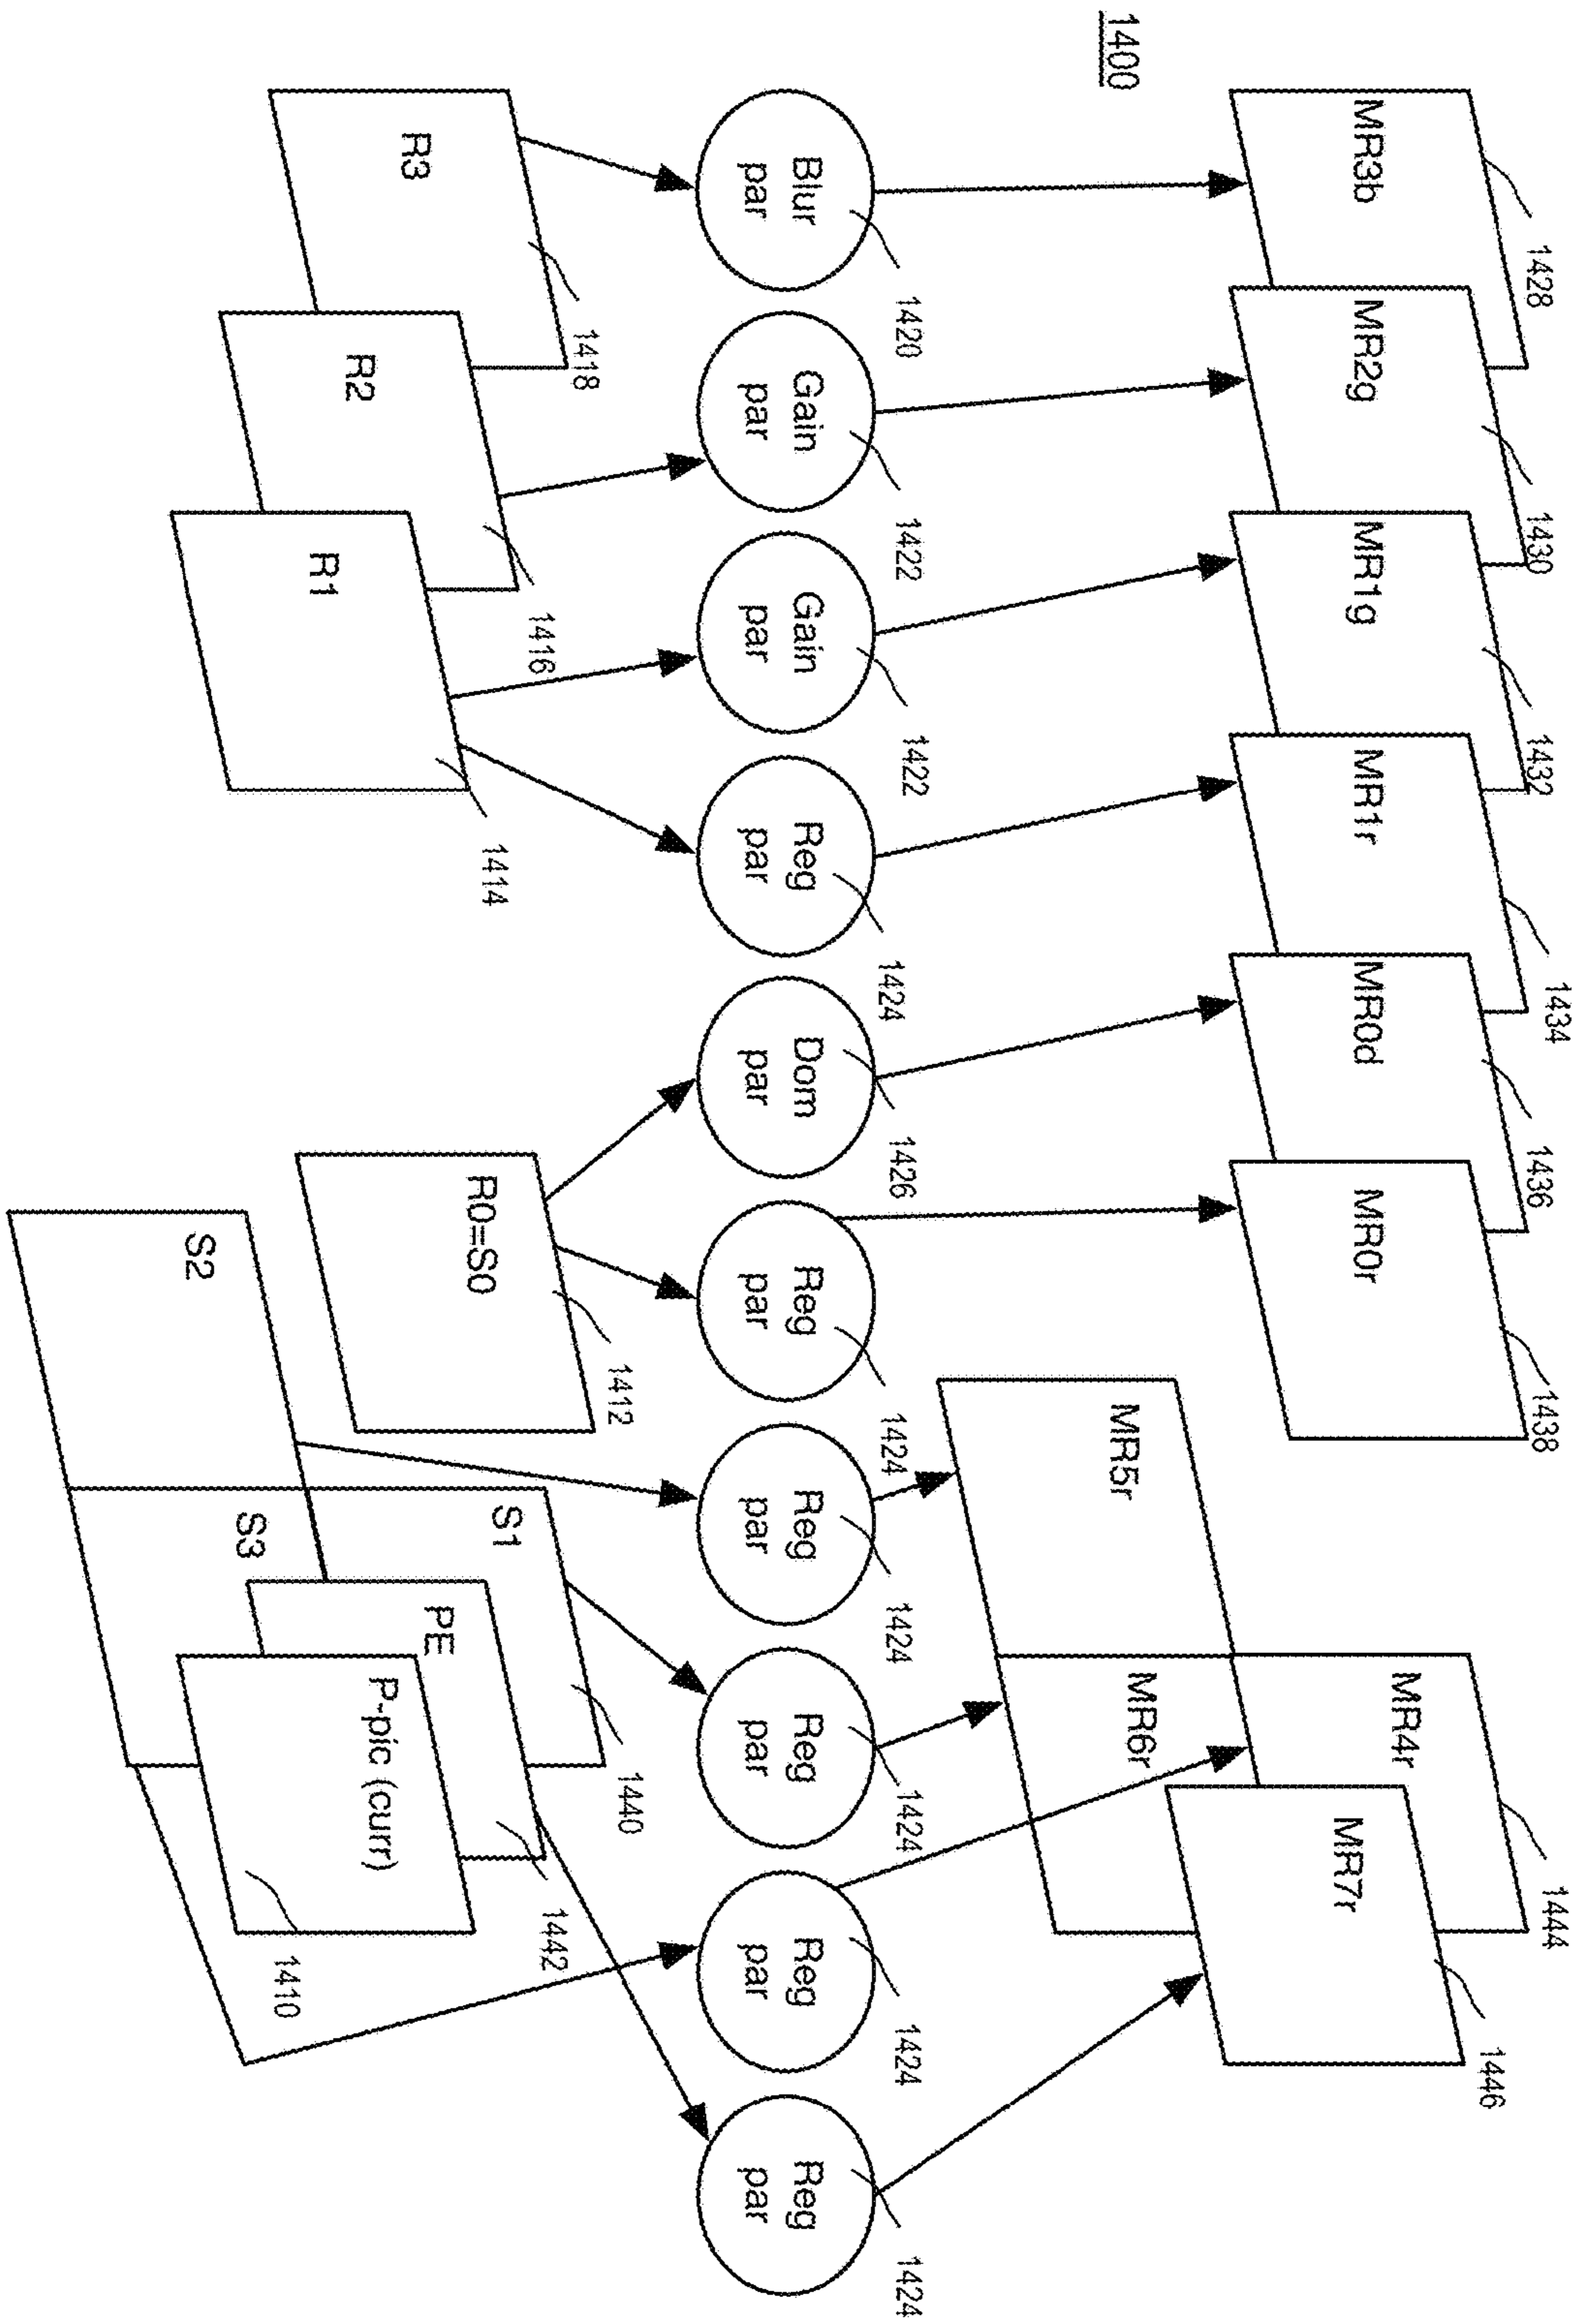 1400
1428
1430
1432
1434
1436
1438
1444
1446
MR3b
MR2g
MR1g
MR1r
MR0d
MR0r
MR4r
MR7r
MR5r
MR6r
1420
1422
1422
1424
1426
1424
1424
1424
1424
1424
Blur
par
Gain
par
Gain
par
Reg
par
Dom
par
Reg
par
Reg
par
Reg
par
Reg
par
Reg
par
1418
1416
1414
1412
1440
1442
1410
R3
R2
R1
R0=S0
S1
S2
S3
PE
P-pic (curr)